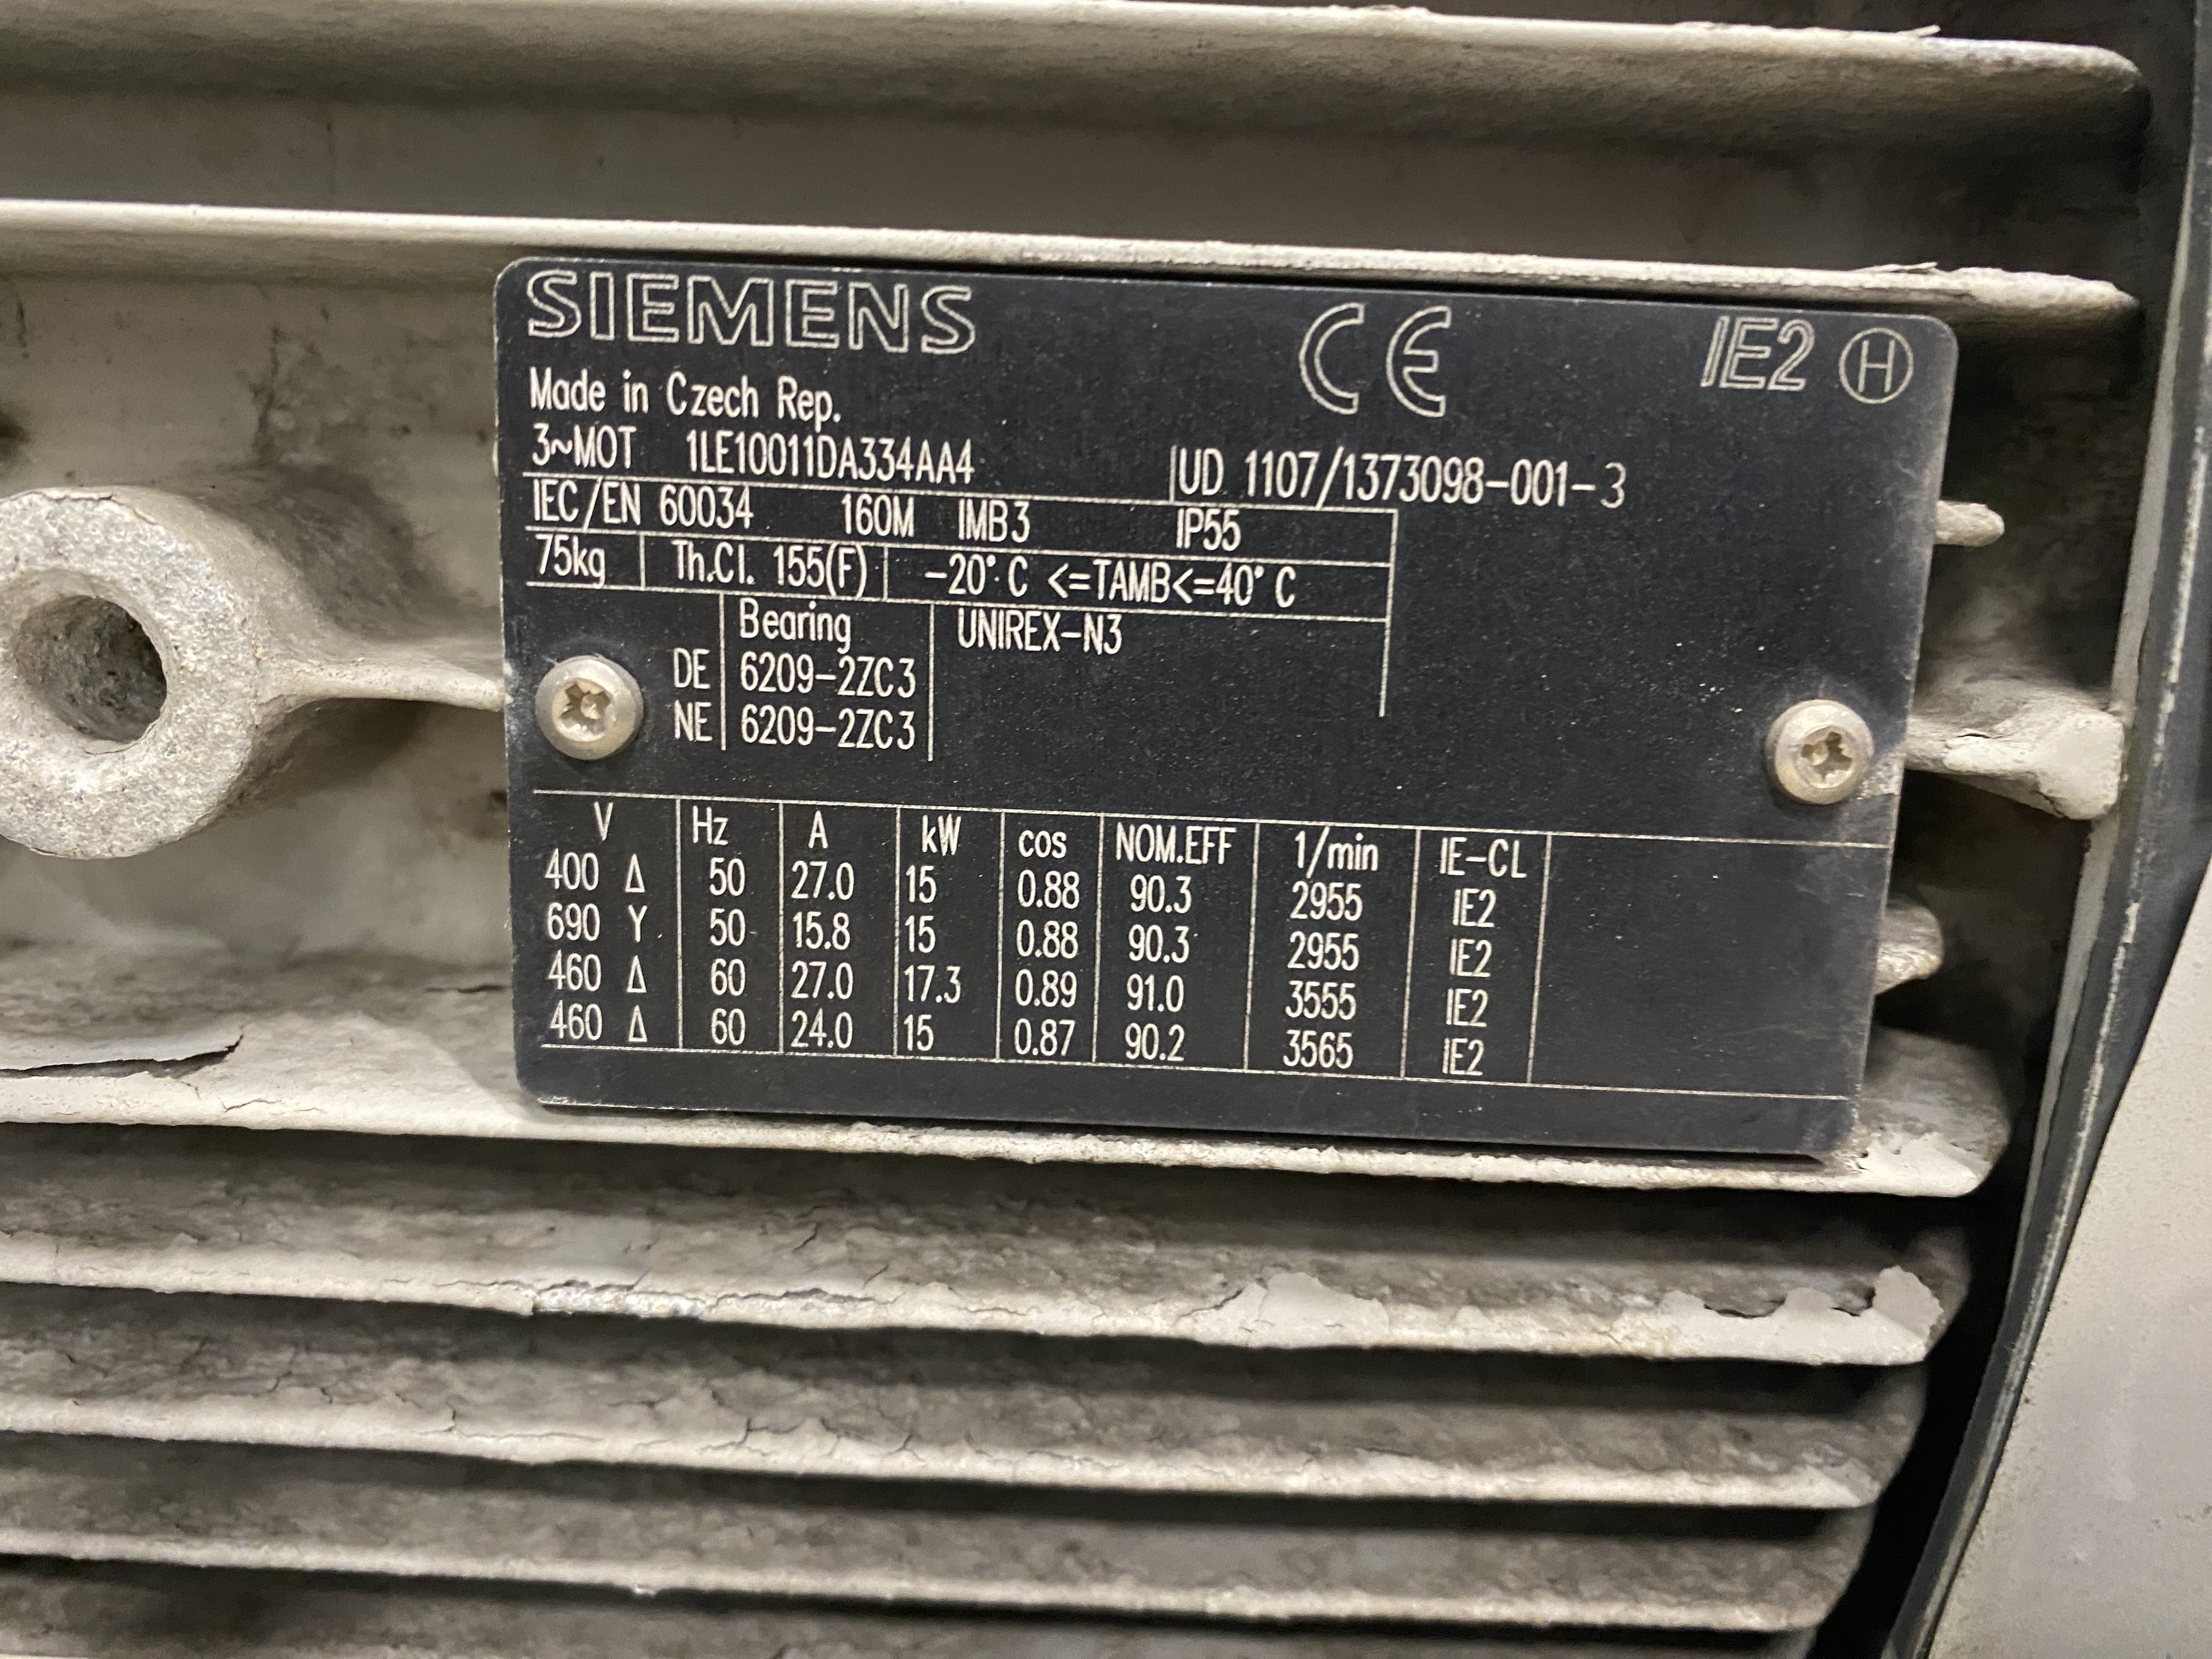 SIEMENS CE IE2 H
Made in Czech Rep.
3~MOT 1LE10011DA334AA4 UD 1107/1373098-001-3
IEC/EN 60034 160M IMB3 IP55
75kg Th.Cl. 155(F) -20°C <=TAMB<=40°C
Bearing UNIREX-N3
DE 6209-2ZC3
NE 6209-2ZC3
V Hz A kW cos NOM.EFF 1/min IE-CL
400 Δ 50 27.0 15 0.88 90.3 2955 IE2
690 Y 50 15.8 15 0.88 90.3 2955 IE2
460 Δ 60 27.0 17.3 0.89 91.0 3555 IE2
460 Δ 60 24.0 15 0.87 90.2 3565 IE2